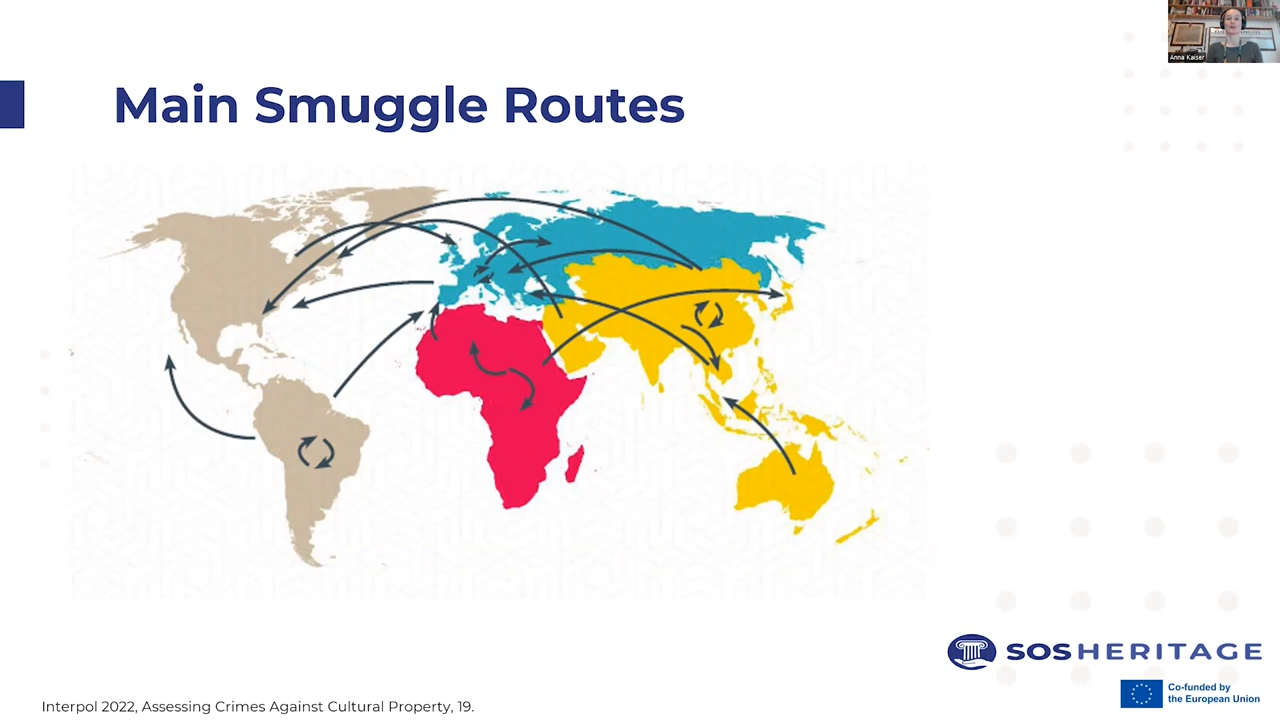 Anna Kaiser
Main Smuggle Routes
SOSHERITAGE
Co-funded by
the European Union
Interpol 2022, Assessing Crimes Against Cultural Property, 19.